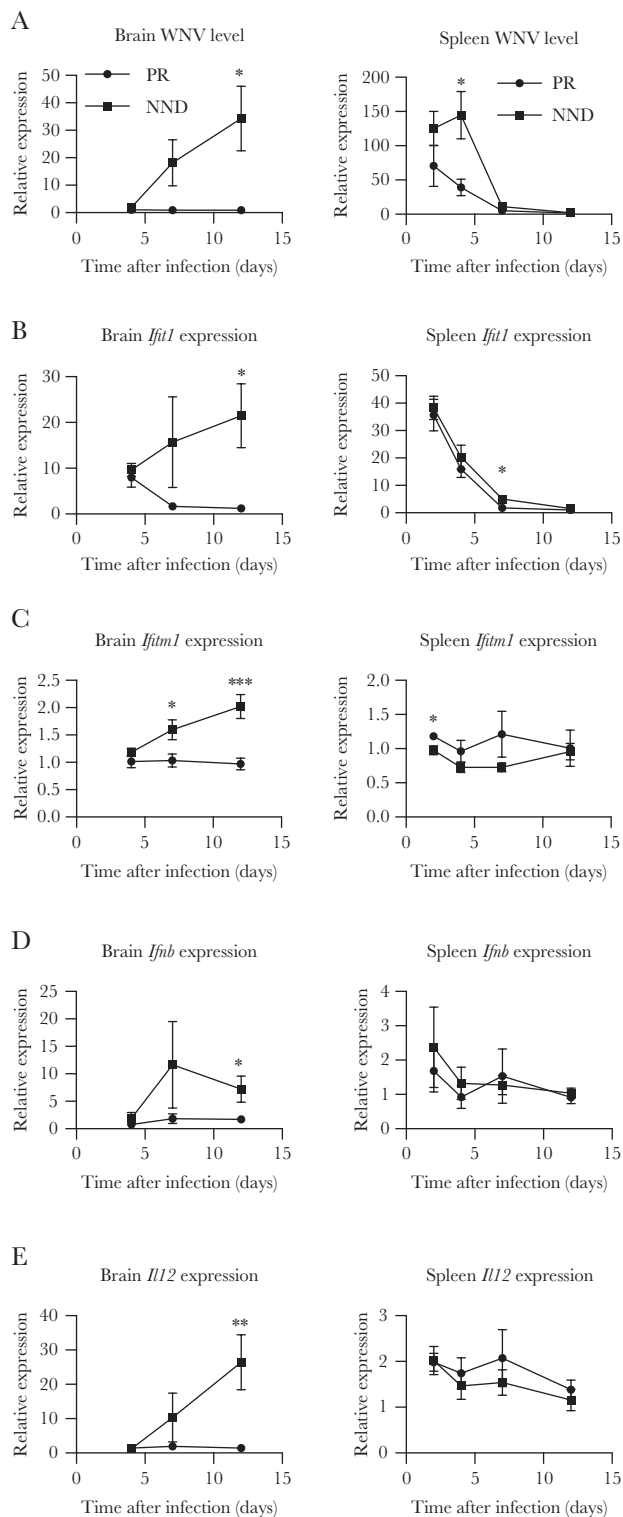 A
Brain WNV level
PR
NND
*
50
40
30
20
10
0
0 5 10 15
Relative expression
Time after infection (days)
Spleen WNV level
*
PR
NND
200
150
100
50
0
0 5 10 15
Relative expression
Time after infection (days)
B
Brain Ifit1 expression
*
30
20
10
0
0 5 10 15
Relative expression
Time after infection (days)
Spleen Ifit1 expression
*
50
40
30
20
10
0
0 5 10 15
Relative expression
Time after infection (days)
C
Brain Ifitm1 expression
* ***
2.5
2.0
1.5
1.0
0.5
0.0
0 5 10 15
Relative expression
Time after infection (days)
Spleen Ifitm1 expression
*
2.0
1.5
1.0
0.5
0.0
0 5 10 15
Relative expression
Time after infection (days)
D
Brain Ifnb expression
*
25
20
15
10
5
0
0 5 10 15
Relative expression
Time after infection (days)
Spleen Ifnb expression
4
3
2
1
0
0 5 10 15
Relative expression
Time after infection (days)
E
Brain Il12 expression
**
40
30
20
10
0
0 5 10 15
Relative expression
Time after infection (days)
Spleen Il12 expression
3
2
1
0
0 5 10 15
Relative expression
Time after infection (days)